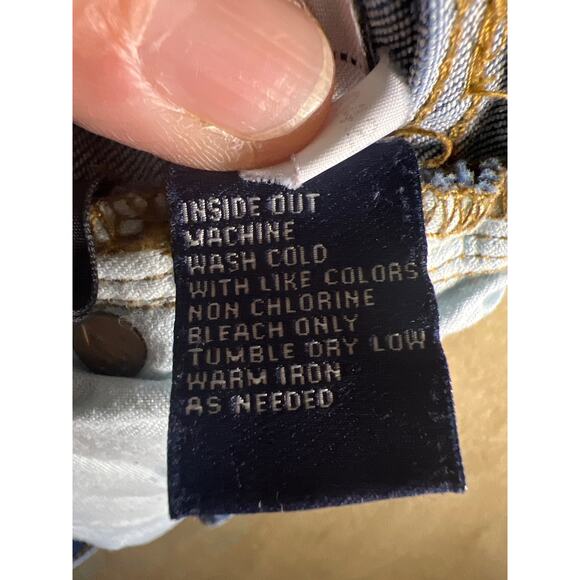 INSIDE OUT
MACHINE
WASH COLD
WITH LIKE COLORS
NON CHLORINE
BLEACH ONLY
TUMBLE DRY LOW
WARM IRON
AS NEEDED